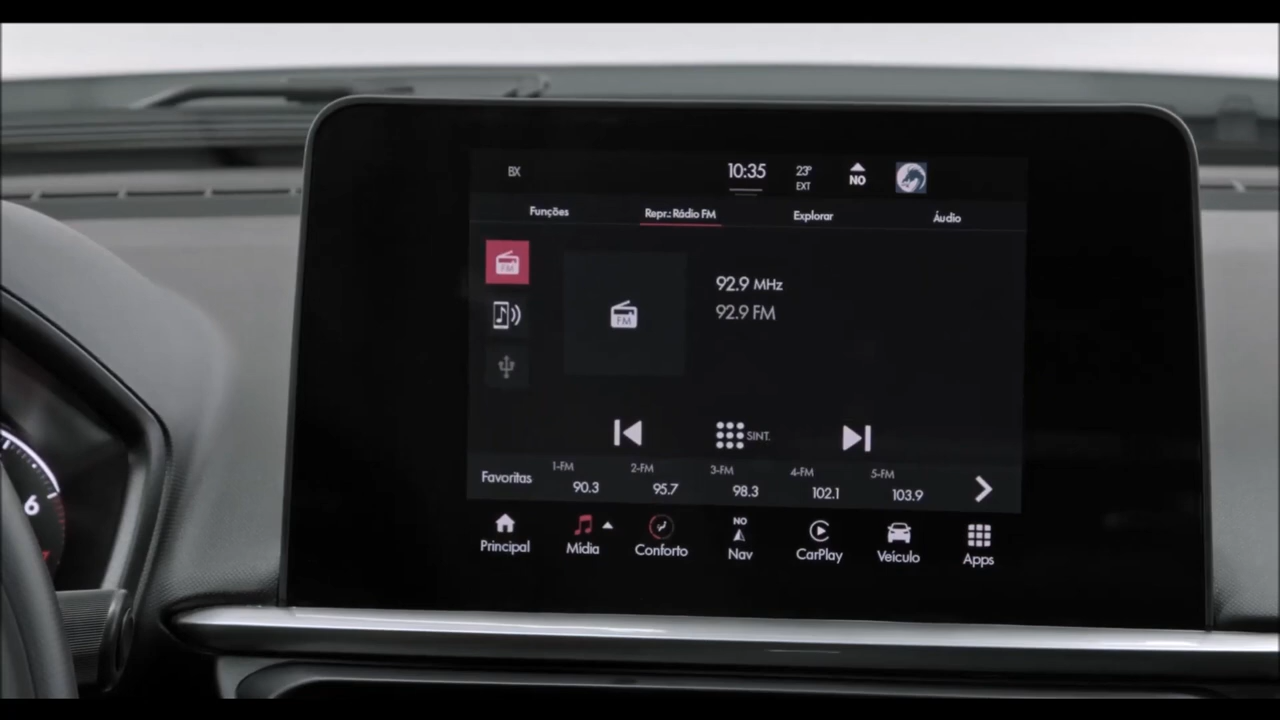 BX 10:35 23° EXT NO
Funções Repr.: Rádio FM Explorar Áudio
FM
FM
92.9 MHz
92.9 FM
SINT.
Favoritas
1-FM 2-FM 3-FM 4-FM 5-FM
90.3 95.7 98.3 102.1 103.9
NO
Principal Mídia Conforto Nav CarPlay Veículo Apps
6
7